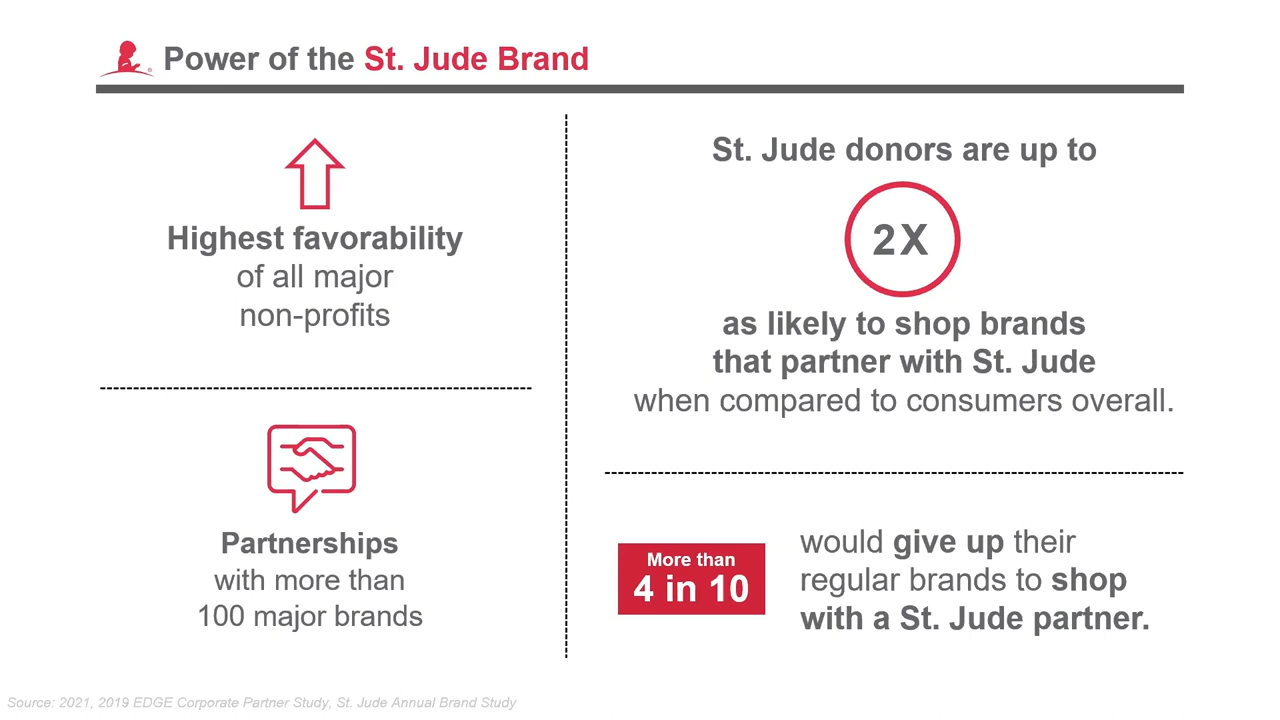 Power of the St. Jude Brand
Highest favorability
of all major
non-profits
Partnerships
with more than
100 major brands
St. Jude donors are up to
2X
as likely to shop brands
that partner with St. Jude
when compared to consumers overall.
More than
4 in 10
would give up their
regular brands to shop
with a St. Jude partner.
Source: 2021, 2019 EDGE Corporate Partner Study, St. Jude Annual Brand Study